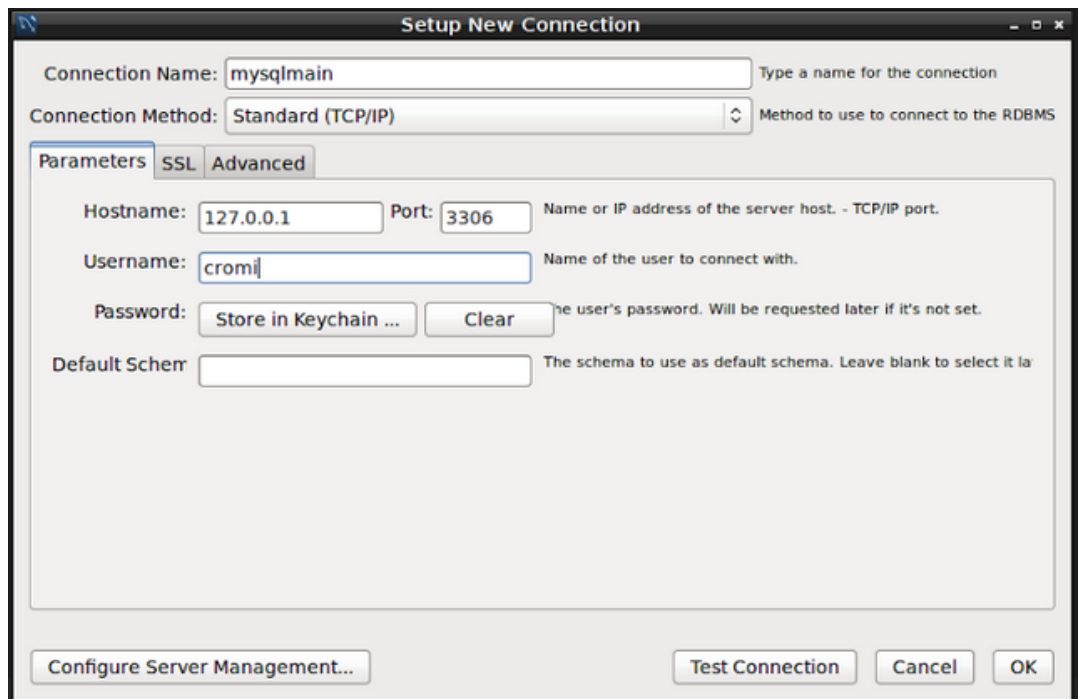 Setup New Connection
Connection Name: mysqlmain Type a name for the connection
Connection Method: Standard (TCP/IP) Method to use to connect to the RDBMS
Parameters SSL Advanced
Hostname: 127.0.0.1 Port: 3306 Name or IP address of the server host. - TCP/IP port.
Username: cromi Name of the user to connect with.
Password: Store in Keychain ... Clear he user's password. Will be requested later if it's not set.
Default Schem The schema to use as default schema. Leave blank to select it la
Configure Server Management... Test Connection Cancel OK